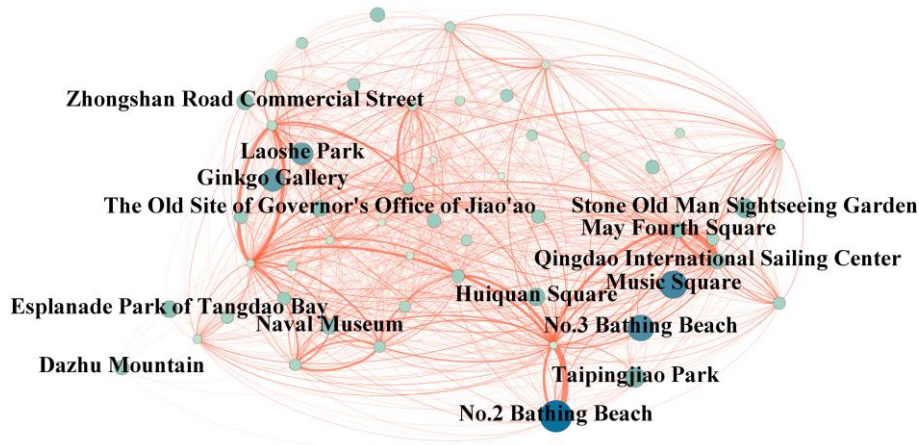 Zhongshan Road Commercial Street
Laoshe Park
Ginkgo Gallery
The Old Site of Governor's Office of Jiao'ao
Stone Old Man Sightseeing Garden
May Fourth Square
Qingdao International Sailing Center
Music Square
Huiquan Square
Esplanade Park of Tangdao Bay
Naval Museum
No.3 Bathing Beach
Dazhu Mountain
Taipingjiao Park
No.2 Bathing Beach